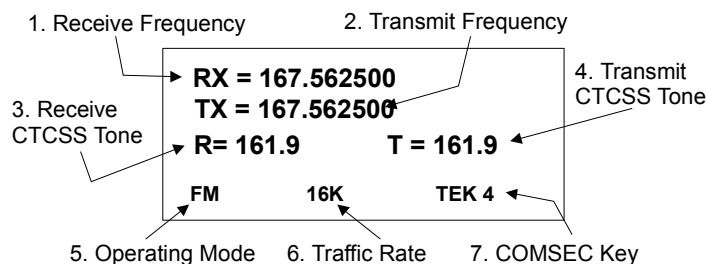 1. Receive Frequency
2. Transmit Frequency
RX = 167.562500
TX = 167.562500
3. Receive
CTCSS Tone
4. Transmit
CTCSS Tone
R= 161.9 T = 161.9
FM 16K TEK 4
5. Operating Mode 6. Traffic Rate 7. COMSEC Key